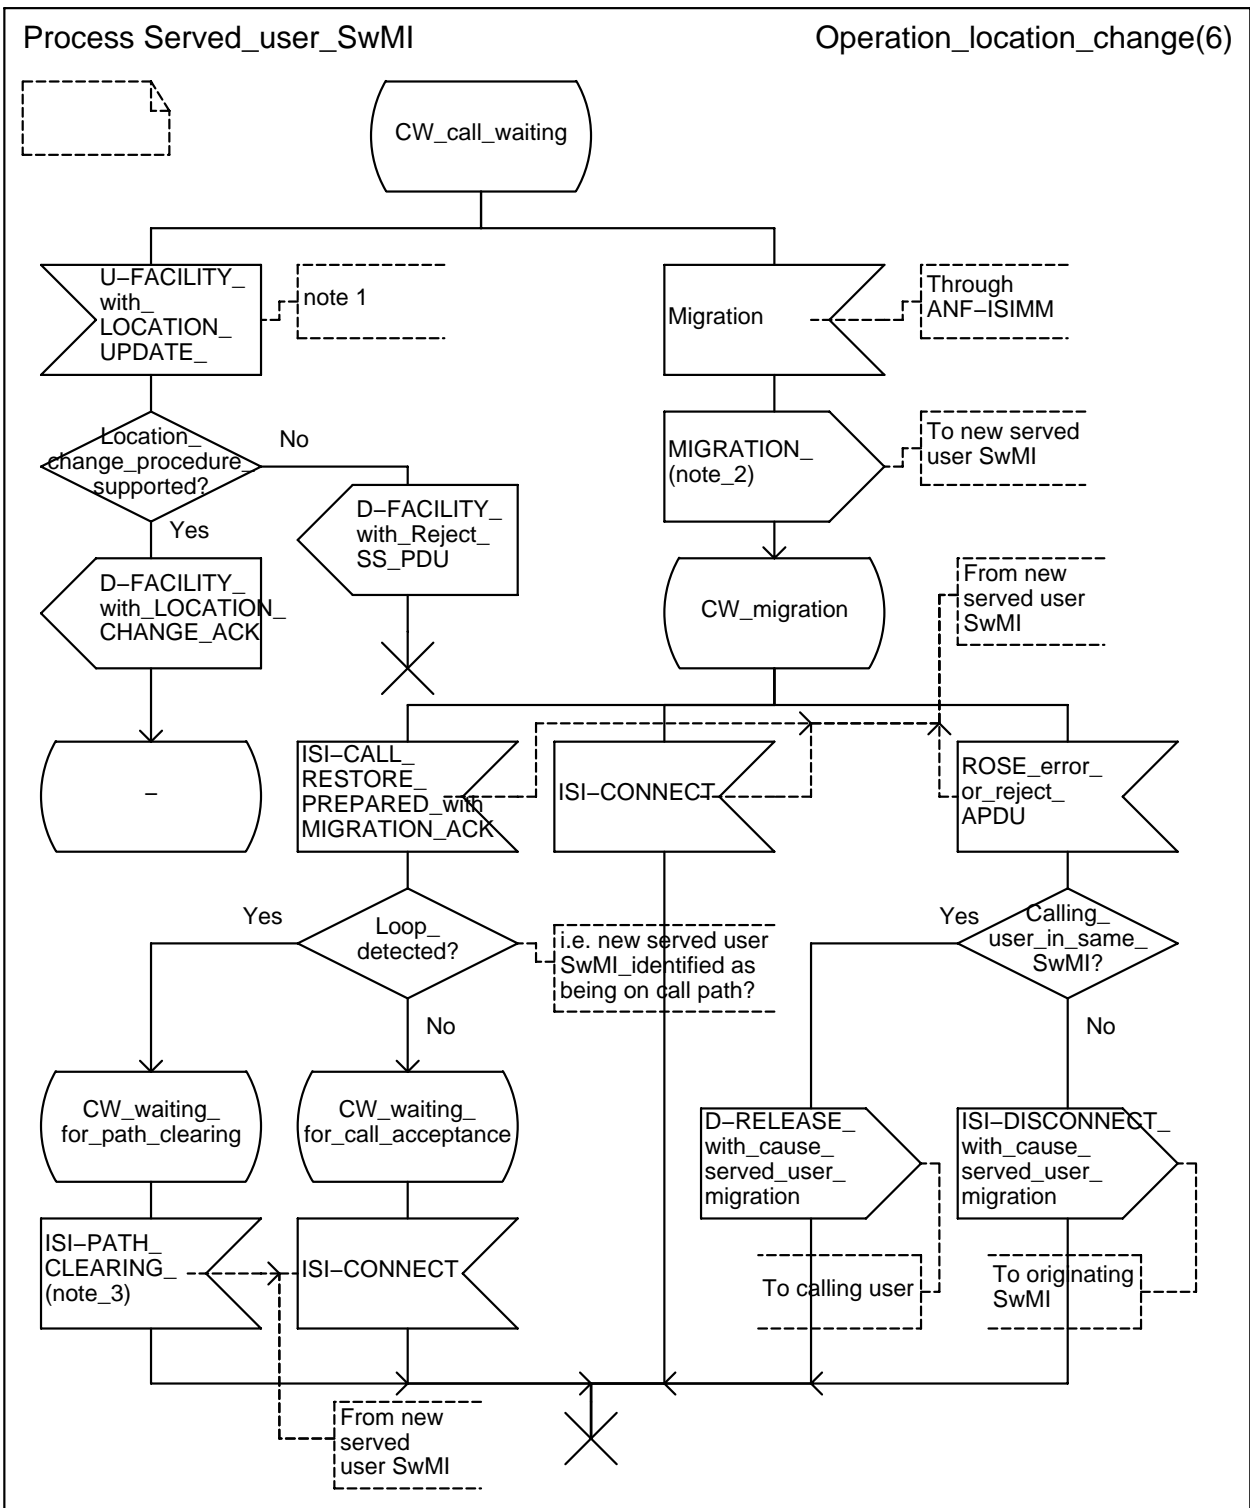 Process Served_user_SwMI
Operation_location_change(6)
CW_call_waiting
U–FACILITY_
with_
LOCATION_
UPDATE_
note 1
Migration
Through
ANF–ISIMM
Location_
change_procedure_
supported?
No
Yes
MIGRATION_
(note_2)
To new served
user SwMI
D–FACILITY_
with_Reject_
SS_PDU
D–FACILITY_
with_LOCATION_
CHANGE_ACK
CW_migration
From new
served user
SwMI
–
ISI–CALL_
RESTORE_
PREPARED_with
MIGRATION_ACK
ISI–CONNECT
ROSE_error_
or_reject_
APDU
Yes
Loop_
detected?
No
i.e. new served user
SwMI_identified as
being on call path?
Yes
Calling_
user_in_same_
SwMI?
No
CW_waiting_
for_path_clearing
CW_waiting_
for_call_acceptance
D–RELEASE_
with_cause_
served_user_
migration
ISI–DISCONNECT_
with_cause_
served_user_
migration
ISI–PATH_
CLEARING_
(note_3)
ISI–CONNECT
To calling user
To originating
SwMI
From new
served
user SwMI